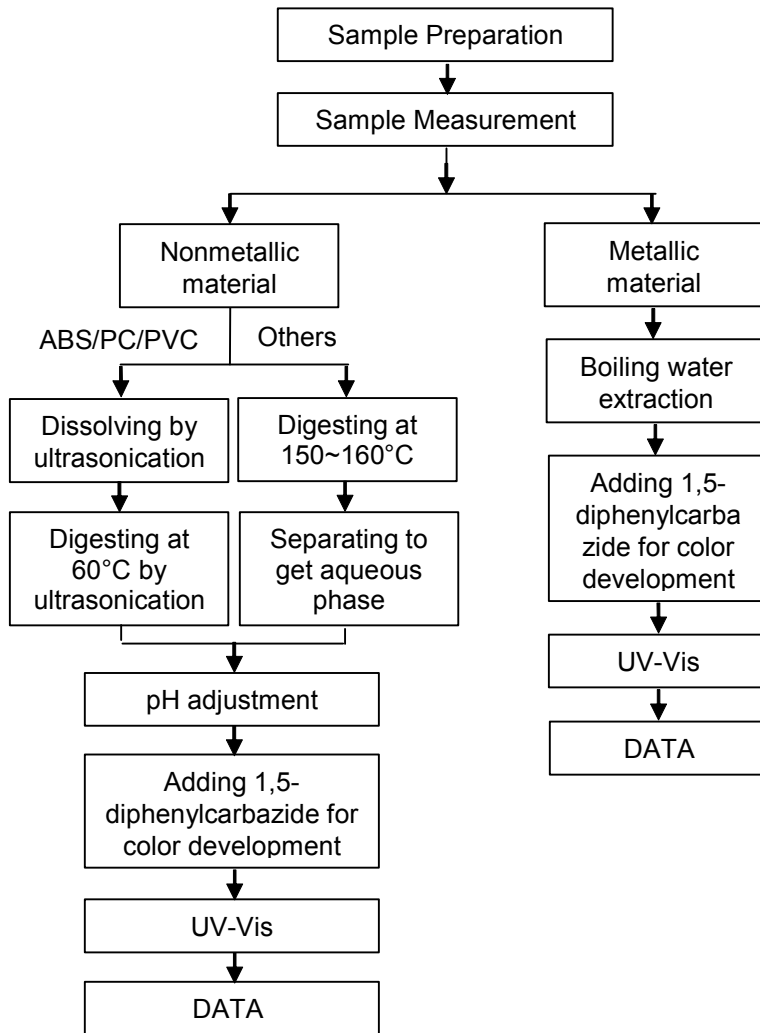 Sample Preparation
Sample Measurement
Nonmetallic
material
Metallic
material
ABS/PC/PVC
Others
Boiling water
extraction
Dissolving by
ultrasonication
Digesting at
150~160°C
Adding 1,5-
diphenylcarba
zide for color
development
Digesting at
60°C by
ultrasonication
Separating to
get aqueous
phase
UV-Vis
pH adjustment
DATA
Adding 1,5-
diphenylcarbazide for
color development
UV-Vis
DATA